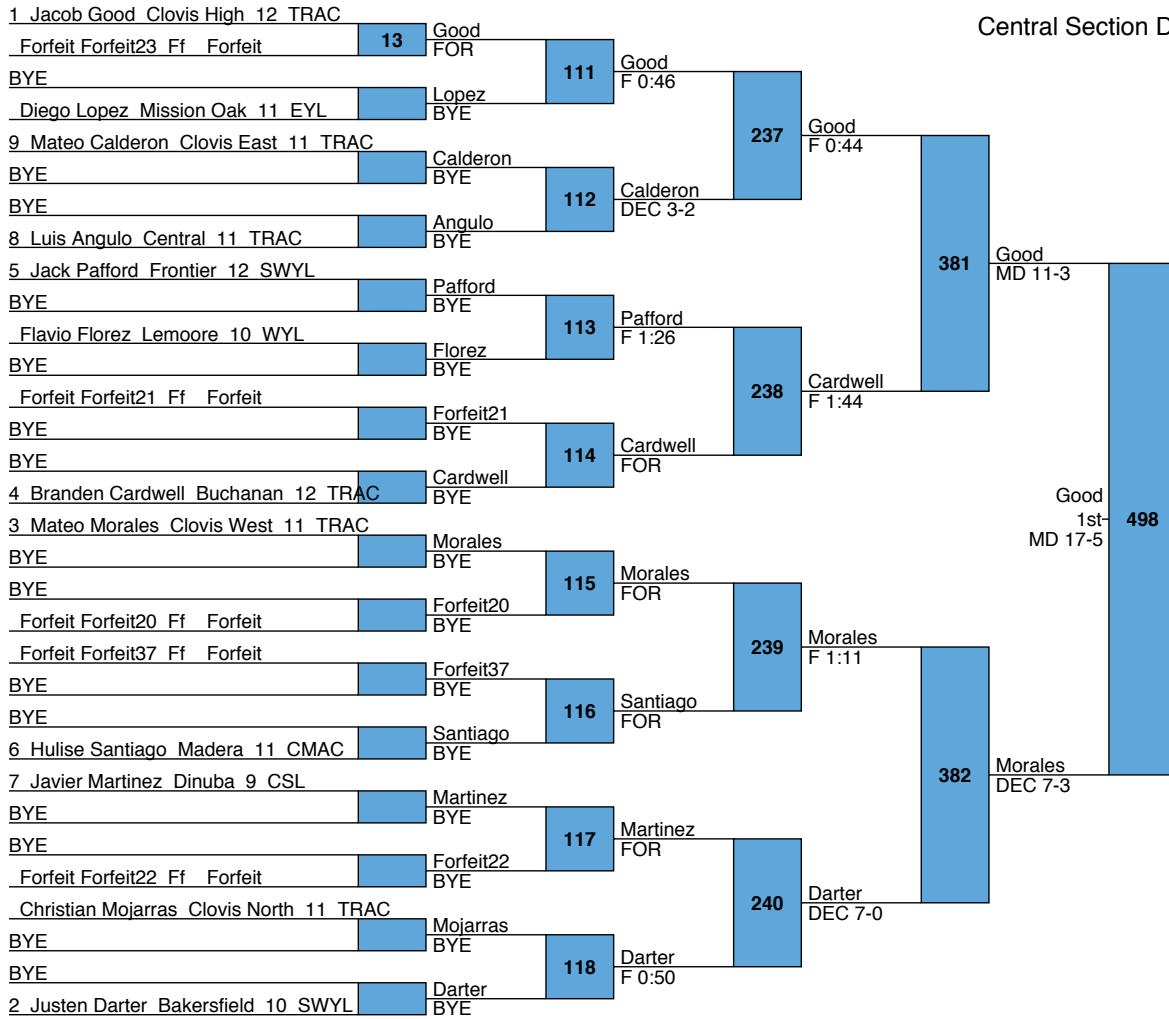 Central Section D
1 Jacob Good Clovis High 12 TRAC
Forfeit Forfeit23 Ff Forfeit
BYE
Diego Lopez Mission Oak 11 EYL
9 Mateo Calderon Clovis East 11 TRAC
BYE
BYE
8 Luis Angulo Central 11 TRAC
5 Jack Pafford Frontier 12 SWYL
BYE
Flavio Florez Lemoore 10 WYL
BYE
Forfeit Forfeit21 Ff Forfeit
BYE
BYE
4 Branden Cardwell Buchanan 12 TRAC
3 Mateo Morales Clovis West 11 TRAC
BYE
BYE
Forfeit Forfeit20 Ff Forfeit
Forfeit Forfeit37 Ff Forfeit
BYE
BYE
6 Hulise Santiago Madera 11 CMAC
7 Javier Martinez Dinuba 9 CSL
BYE
BYE
Forfeit Forfeit22 Ff Forfeit
Christian Mojarras Clovis North 11 TRAC
BYE
BYE
2 Justen Darter Bakersfield 10 SWYL
13
Good
FOR
Lopez
BYE
Calderon
BYE
Angulo
BYE
Pafford
BYE
Florez
BYE
Forfeit21
BYE
Cardwell
BYE
Morales
BYE
Forfeit20
BYE
Forfeit37
BYE
Santiago
BYE
Martinez
BYE
Forfeit22
BYE
Mojarras
BYE
Darter
BYE
111
Good
F 0:46
112
Calderon
DEC 3-2
113
Pafford
F 1:26
114
Cardwell
FOR
115
Morales
FOR
116
Santiago
FOR
117
Martinez
FOR
118
Darter
F 0:50
237
Good
F 0:44
238
Cardwell
F 1:44
239
Morales
F 1:11
240
Darter
DEC 7-0
381
Good
MD 11-3
382
Morales
DEC 7-3
Good
1st
MD 17-5
498